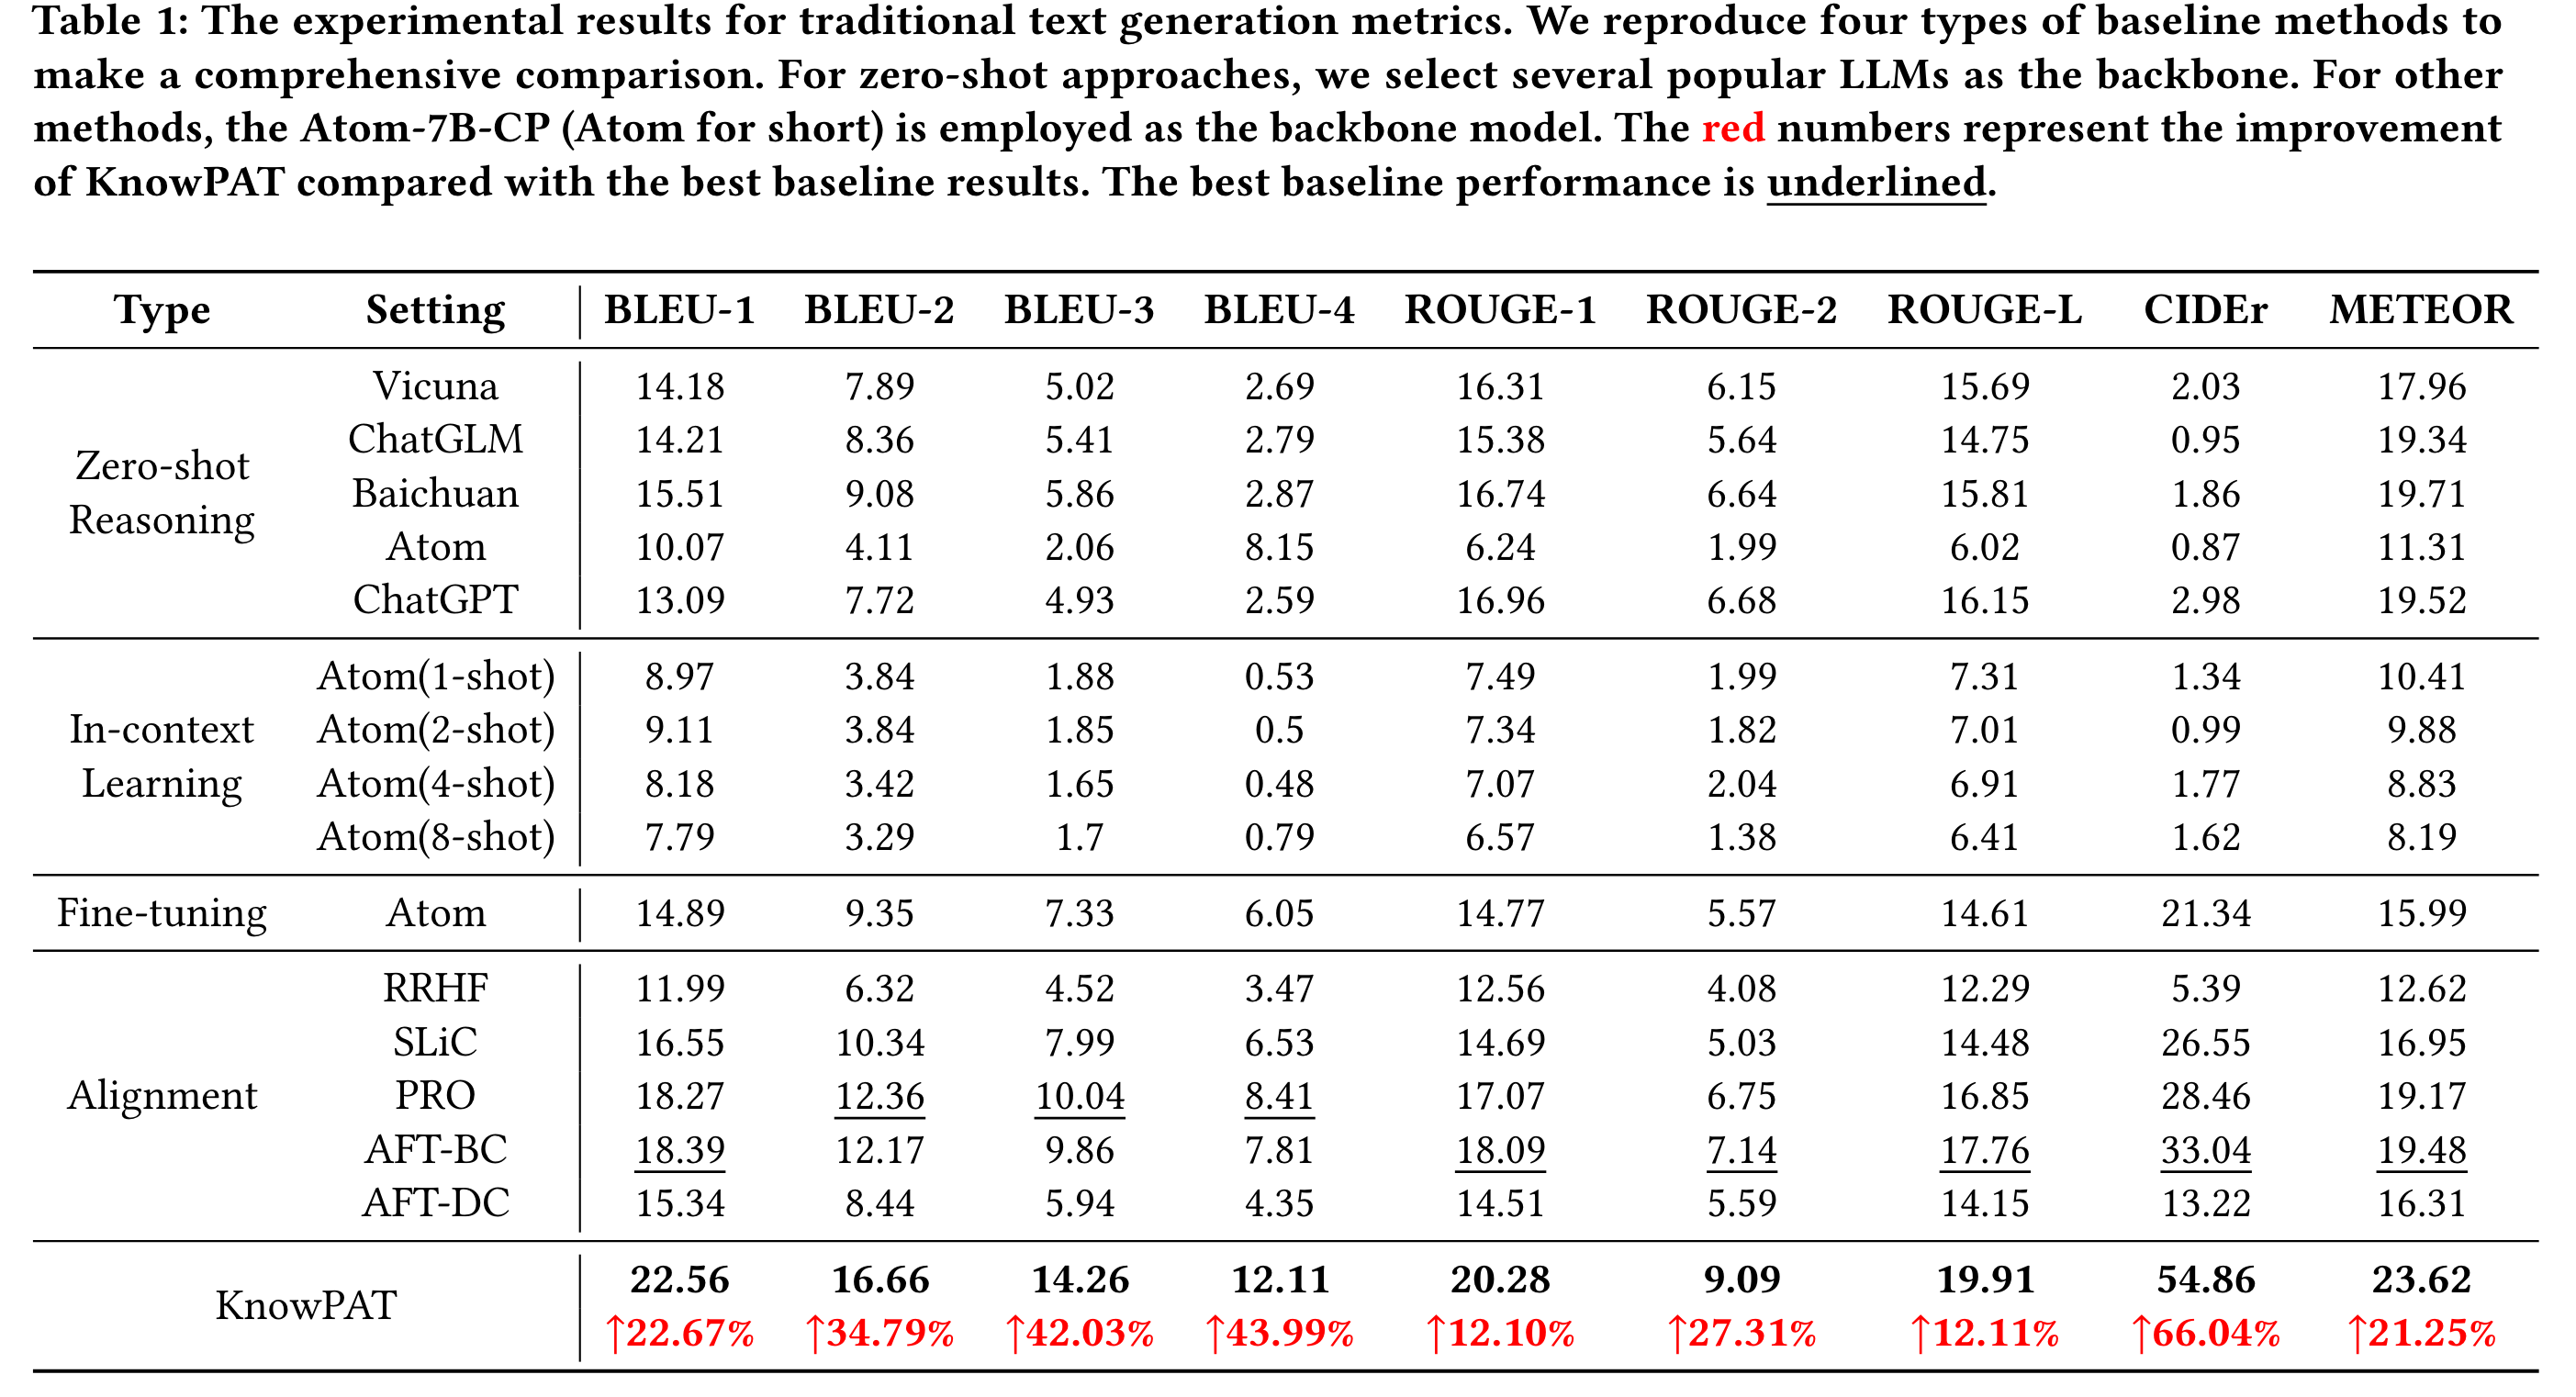 Table 1: The experimental results for traditional text generation metrics. We reproduce four types of baseline methods to
make a comprehensive comparison. For zero-shot approaches, we select several popular LLMs as the backbone. For other
methods, the Atom-7B-CP (Atom for short) is employed as the backbone model. The red numbers represent the improvement
of KnowPAT compared with the best baseline results. The best baseline performance is underlined.
Type Setting BLEU-1 BLEU-2 BLEU-3 BLEU-4 ROUGE-1 ROUGE-2 ROUGE-L CIDEr METEOR
Zero-shot
Reasoning
Vicuna 14.18 7.89 5.02 2.69 16.31 6.15 15.69 2.03 17.96
ChatGLM 14.21 8.36 5.41 2.79 15.38 5.64 14.75 0.95 19.34
Baichuan 15.51 9.08 5.86 2.87 16.74 6.64 15.81 1.86 19.71
Atom 10.07 4.11 2.06 8.15 6.24 1.99 6.02 0.87 11.31
ChatGPT 13.09 7.72 4.93 2.59 16.96 6.68 16.15 2.98 19.52
In-context
Learning
Atom(1-shot) 8.97 3.84 1.88 0.53 7.49 1.99 7.31 1.34 10.41
Atom(2-shot) 9.11 3.84 1.85 0.5 7.34 1.82 7.01 0.99 9.88
Atom(4-shot) 8.18 3.42 1.65 0.48 7.07 2.04 6.91 1.77 8.83
Atom(8-shot) 7.79 3.29 1.7 0.79 6.57 1.38 6.41 1.62 8.19
Fine-tuning Atom 14.89 9.35 7.33 6.05 14.77 5.57 14.61 21.34 15.99
Alignment
RRHF 11.99 6.32 4.52 3.47 12.56 4.08 12.29 5.39 12.62
SLiC 16.55 10.34 7.99 6.53 14.69 5.03 14.48 26.55 16.95
PRO 18.27 12.36 10.04 8.41 17.07 6.75 16.85 28.46 19.17
AFT-BC 18.39 12.17 9.86 7.81 18.09 7.14 17.76 33.04 19.48
AFT-DC 15.34 8.44 5.94 4.35 14.51 5.59 14.15 13.22 16.31
KnowPAT
22.56 16.66 14.26 12.11 20.28 9.09 19.91 54.86 23.62
↑22.67% ↑34.79% ↑42.03% ↑43.99% ↑12.10% ↑27.31% ↑12.11% ↑66.04% ↑21.25%